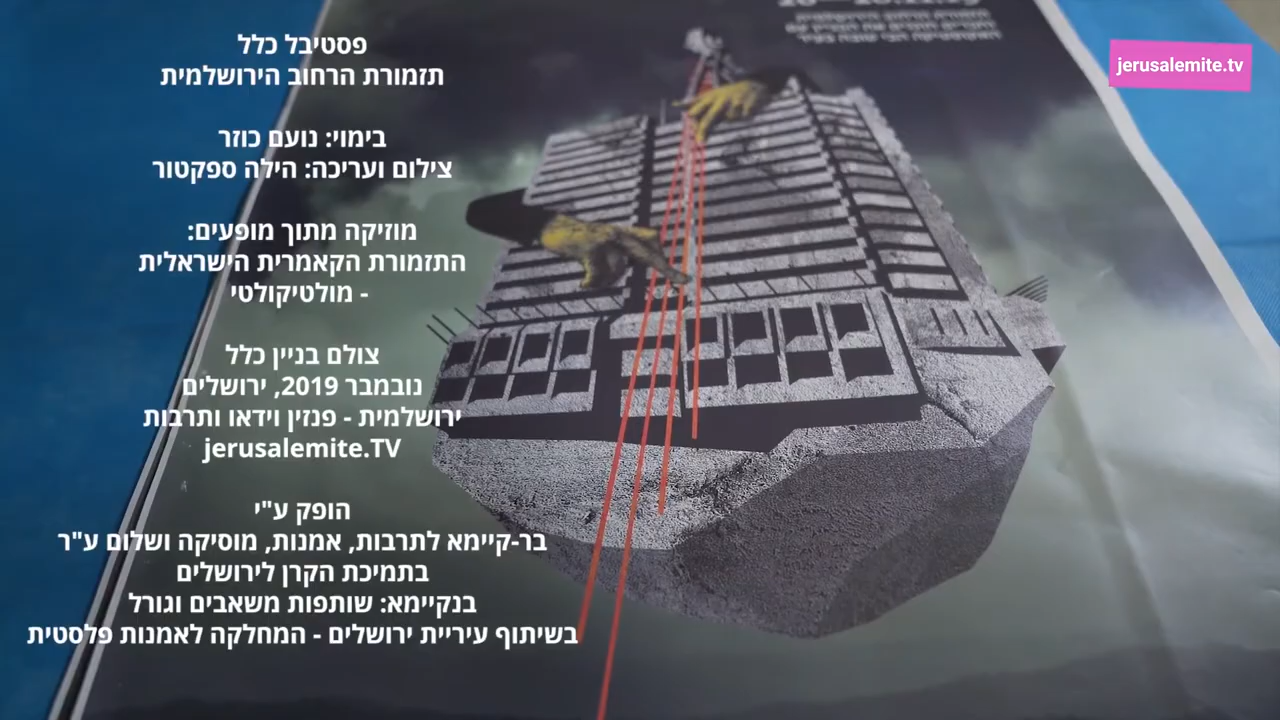 פסטיבל כלל
תזמורת הרחוב הירושלמית
בימוי: נועם כוזר
צילום ועריכה: הילה ספקטור
מוזיקה מתוך מופעים:
התזמורת הקאמרית הישראלית
- מולטיקולטי
צולם בניין כלל
נובמבר 2019, ירושלים
ירושלמית - פנזין וידאו ותרבות
jerusalemite.TV
הופק ע"י
בר-קיימא לתרבות, אמנות, מוסיקה ושלום ע"ר
בתמיכת הקרן לירושלים
בנקיימא: שותפות משאבים וגורל
בשיתוף עיריית ירושלים - המחלקה לאמנות פלסטית
jerusalemite.tv